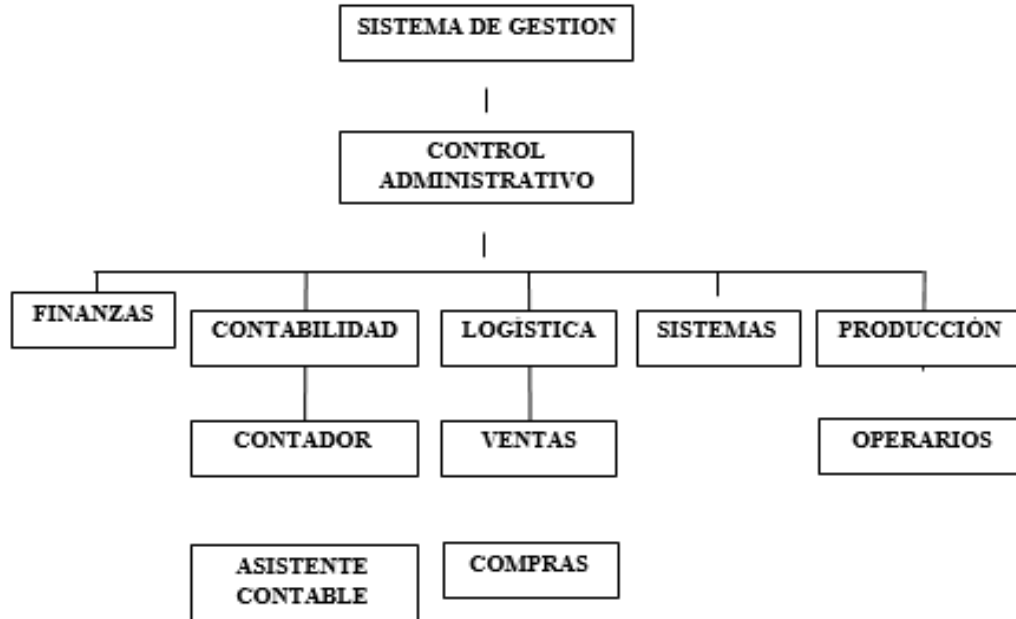 SISTEMA DE GESTION
CONTROL
ADMINISTRATIVO
FINANZAS
CONTABILIDAD
LOGÍSTICA
SISTEMAS
PRODUCCIÓN
CONTADOR
VENTAS
OPERARIOS
ASISTENTE
CONTABLE
COMPRAS